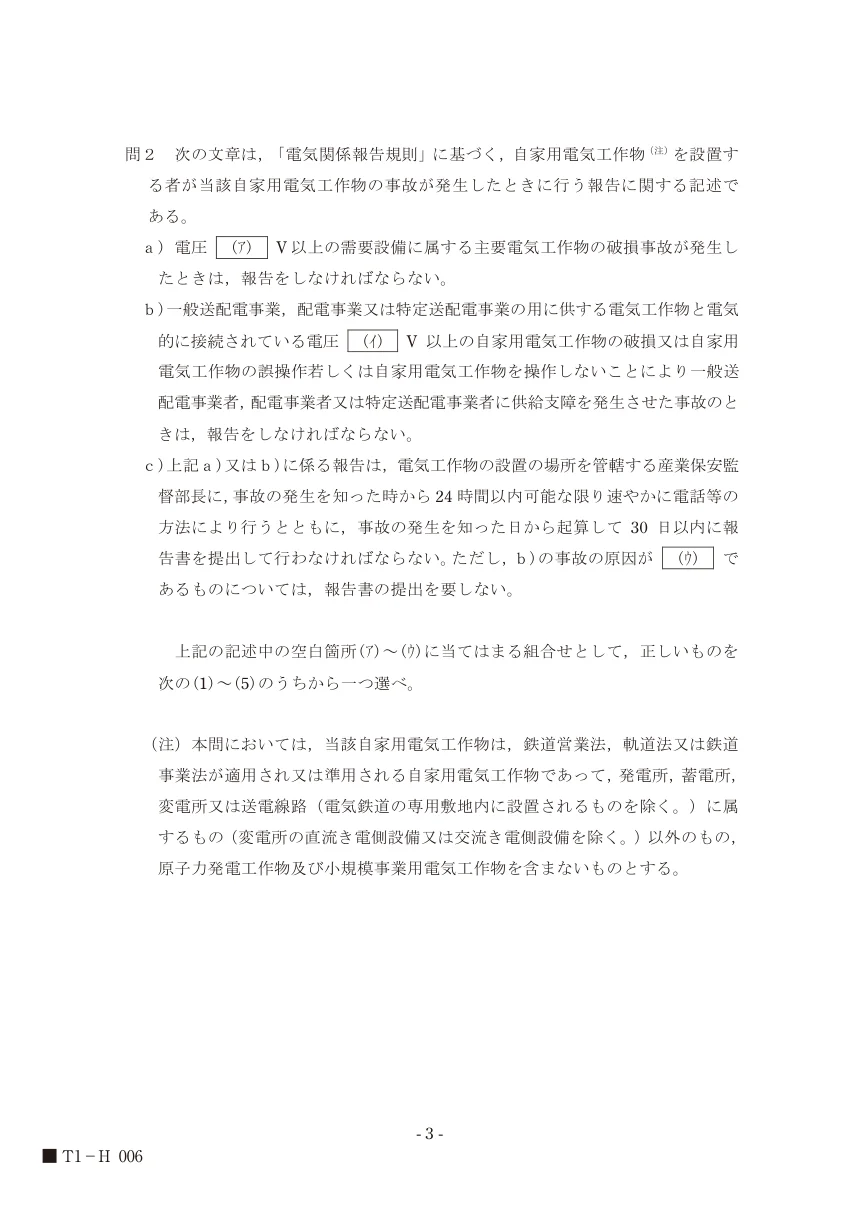 問2 次の文章は,「電気関係報告規則」に基づく,自家用電気工作物(注)を設置す
る者が当該自家用電気工作物の事故が発生したときに行う報告に関する記述で
ある。
a)電圧 (ア) V以上の需要設備に属する主要電気工作物の破損事故が発生し
たときは,報告をしなければならない。
b)一般送配電事業,配電事業又は特定送配電事業の用に供する電気工作物と電気
的に接続されている電圧 (イ) V 以上の自家用電気工作物の破損又は自家用
電気工作物の誤操作若しくは自家用電気工作物を操作しないことにより一般送
配電事業者,配電事業者又は特定送配電事業者に供給支障を発生させた事故のと
きは,報告をしなければならない。
c)上記a)又はb)に係る報告は,電気工作物の設置の場所を管轄する産業保安監
督部長に,事故の発生を知った時から24時間以内可能な限り速やかに電話等の
方法により行うとともに,事故の発生を知った日から起算して 30 日以内に報
告書を提出して行わなければならない。ただし,b)の事故の原因が (ウ) で
あるものについては,報告書の提出を要しない。
上記の記述中の空白箇所(ア)~(ウ)に当てはまる組合せとして,正しいものを
次の(1)~(5)のうちから一つ選べ。
(注)本問においては,当該自家用電気工作物は,鉄道営業法,軌道法又は鉄道
事業法が適用され又は準用される自家用電気工作物であって,発電所,蓄電所,
変電所又は送電線路(電気鉄道の専用敷地内に設置されるものを除く。)に属
するもの(変電所の直流き電側設備又は交流き電側設備を除く。)以外のもの,
原子力発電工作物及び小規模事業用電気工作物を含まないものとする。
- 3 -
■ T1-H 006